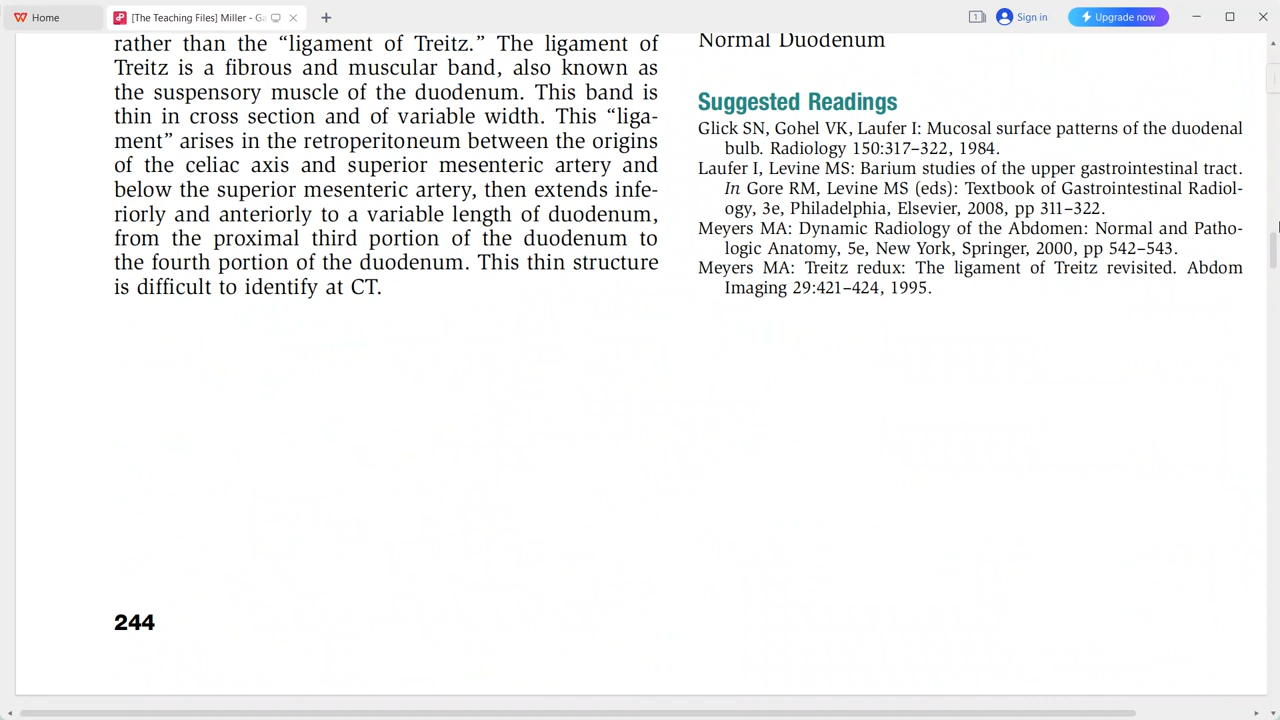 Home
[The Teaching Files] Miller - Ga
1
Sign in
Upgrade now
rather than the “ligament of Treitz.” The ligament of
Treitz is a fibrous and muscular band, also known as
the suspensory muscle of the duodenum. This band is
thin in cross section and of variable width. This “liga-
ment” arises in the retroperitoneum between the origins
of the celiac axis and superior mesenteric artery and
below the superior mesenteric artery, then extends infe-
riorly and anteriorly to a variable length of duodenum,
from the proximal third portion of the duodenum to
the fourth portion of the duodenum. This thin structure
is difficult to identify at CT.
Normal Duodenum
Suggested Readings
Glick SN, Gohel VK, Laufer I: Mucosal surface patterns of the duodenal
bulb. Radiology 150:317–322, 1984.
Laufer I, Levine MS: Barium studies of the upper gastrointestinal tract.
In Gore RM, Levine MS (eds): Textbook of Gastrointestinal Radiol-
ogy, 3e, Philadelphia, Elsevier, 2008, pp 311–322.
Meyers MA: Dynamic Radiology of the Abdomen: Normal and Patho-
logic Anatomy, 5e, New York, Springer, 2000, pp 542–543.
Meyers MA: Treitz redux: The ligament of Treitz revisited. Abdom
Imaging 29:421–424, 1995.
244